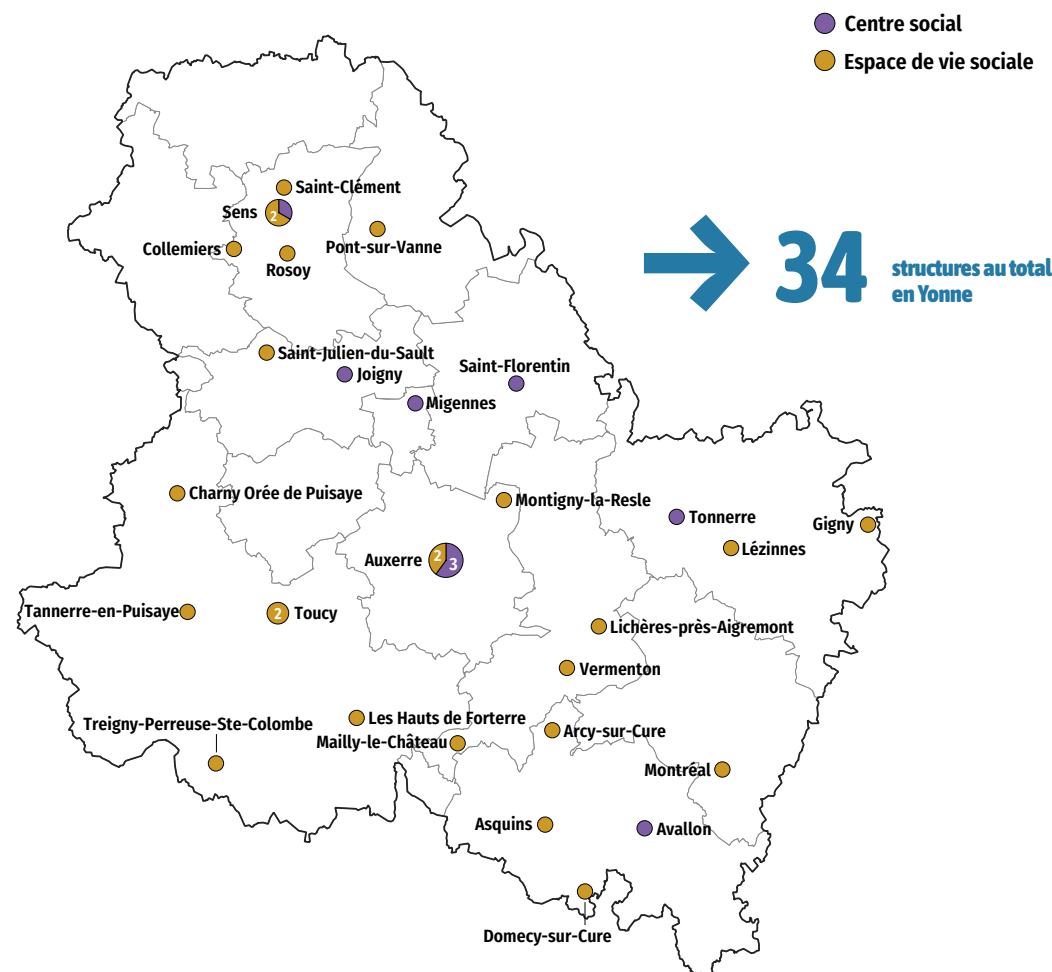 Centre social
Espace de vie sociale
Saint-Clément
Sens
2
Collemiers
Pont-sur-Vanne
Rosoy
34
structures au total
en Yonne
Saint-Julien-du-Sault
Joigny
Saint-Florentin
Migennes
Charny Orée de Puisaye
Montigny-la-Resle
Tonnerre
Gigny
Lézinnes
Auxerre
2
3
Tannerre-en-Puisaye
2
Toucy
Lichères-près-Aigremont
Vermenton
Treigny-Perreuse-Ste-Colombe
Les Hauts de Forterre
Mailly-le-Château
Arcy-sur-Cure
Montréal
Asquins
Avallon
Domecy-sur-Cure